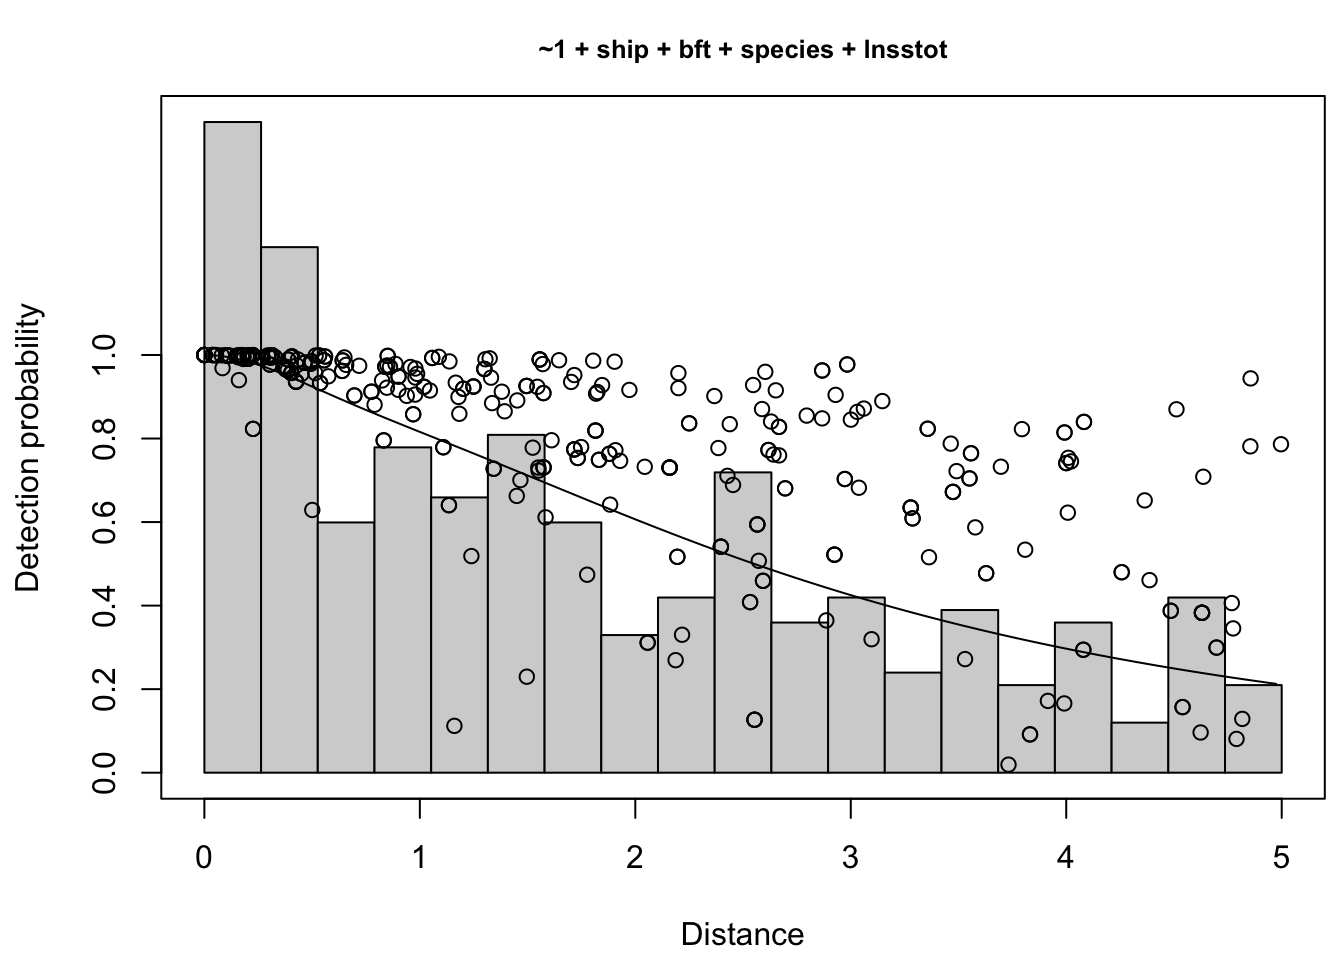 ~1 + ship + bft + species + lnsstot
Detection probability
1.0
0.8
0.6
0.4
0.2
0.0
0 1 2 3 4 5
Distance